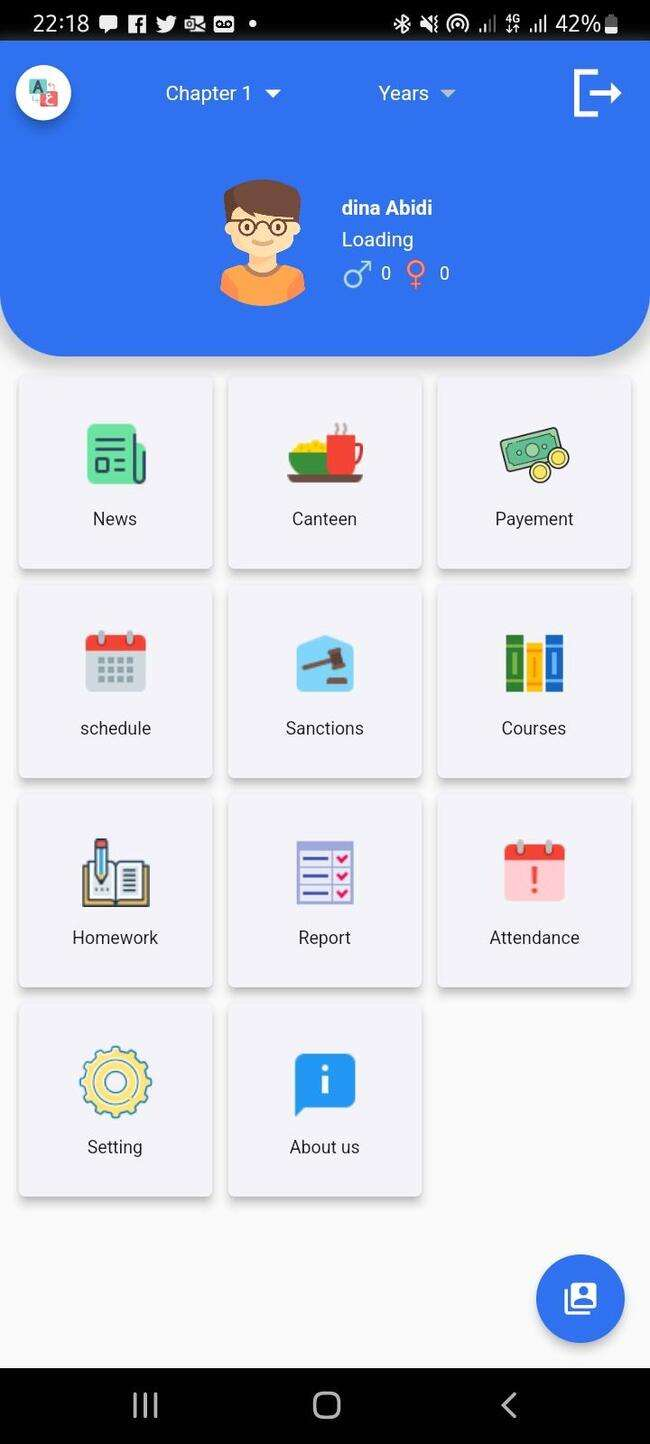 22:18 4G 42%
A ع Chapter 1 Years
dina Abidi
Loading
0 0
News Canteen Payement
schedule Sanctions Courses
Homework Report Attendance
Setting About us